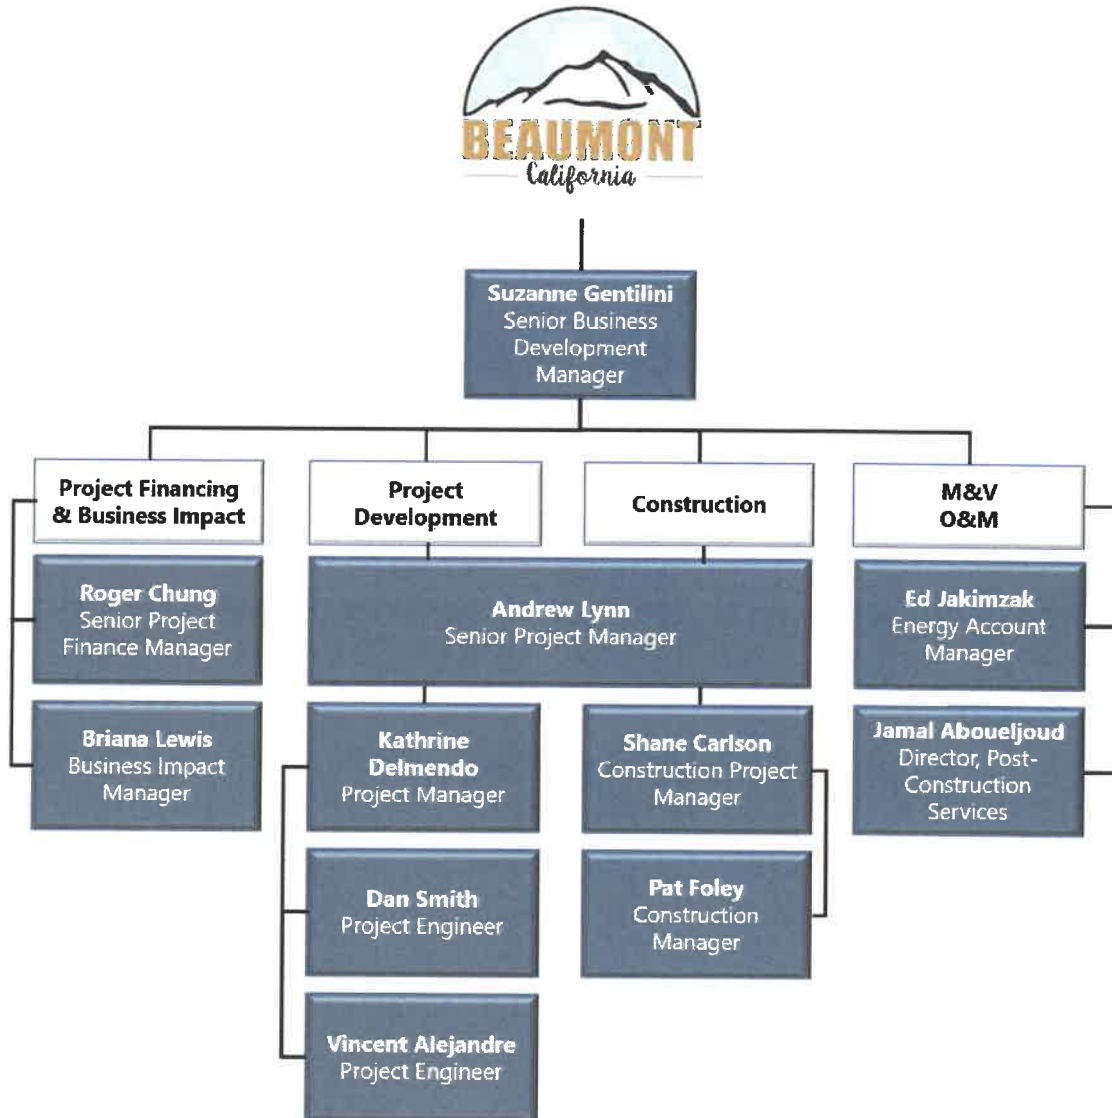 BEAUMONT
California
Suzanne Gentilini
Senior Business
Development
Manager
Project Financing
& Business Impact
Project
Development
Construction
M&V
O&M
Roger Chung
Senior Project
Finance Manager
Andrew Lynn
Senior Project Manager
Ed Jakimzak
Energy Account
Manager
Briana Lewis
Business Impact
Manager
Kathrine
Delmendo
Project Manager
Shane Carlson
Construction Project
Manager
Jamal Aboueljoud
Director, Post-
Construction
Services
Dan Smith
Project Engineer
Pat Foley
Construction
Manager
Vincent Alejandre
Project Engineer